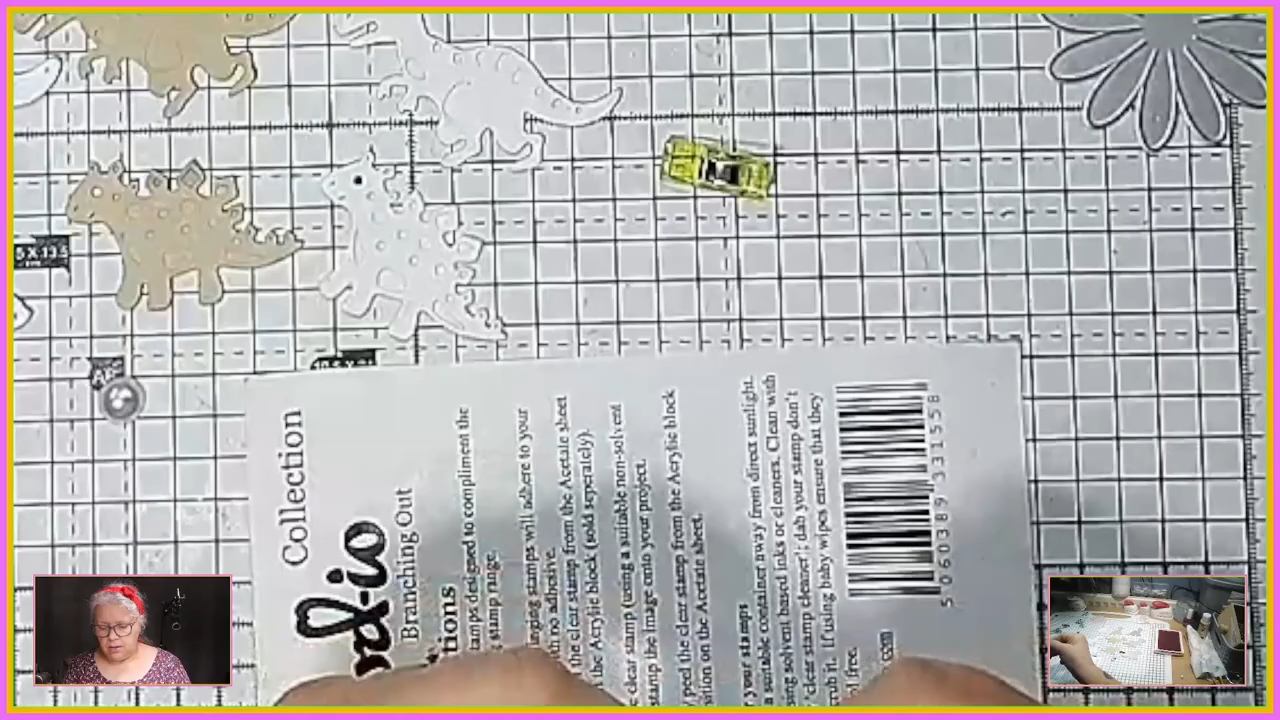 Collection
Branching Out
tions
designed to compliment the
stamp range.
stamps will adhere to your
no adhesive.
the clear stamp from the Acetate sheet
the Acrylic block (sold seperately).
clear stamp (using a suitable non-solvent
stamp the image onto your project.
peel the clear stamp from the Acrylic block
on the Acetate sheet.
your stamps
a suitable container away from direct sunlight.
using solvent based inks or cleaners. Clean with
'clear stamp cleaner'; dab your stamp don't
scrub it. If using baby wipes ensure that they
free.
5 060389 331558